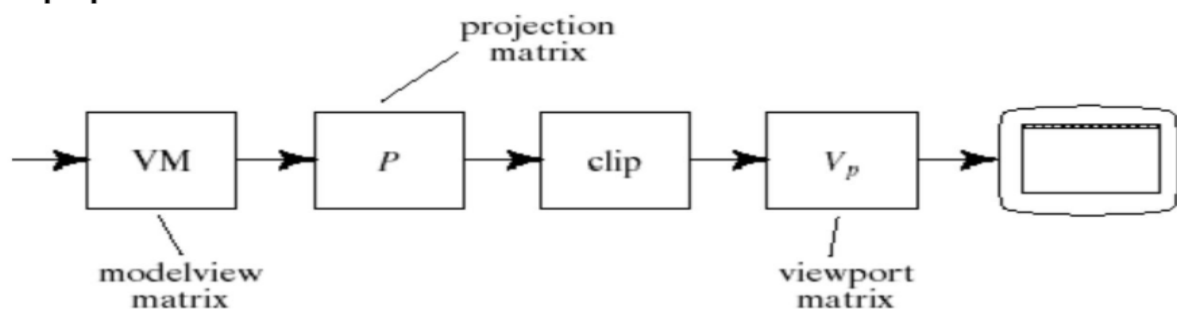 projection
matrix
VM
P
clip
Vp
modelview
matrix
viewport
matrix